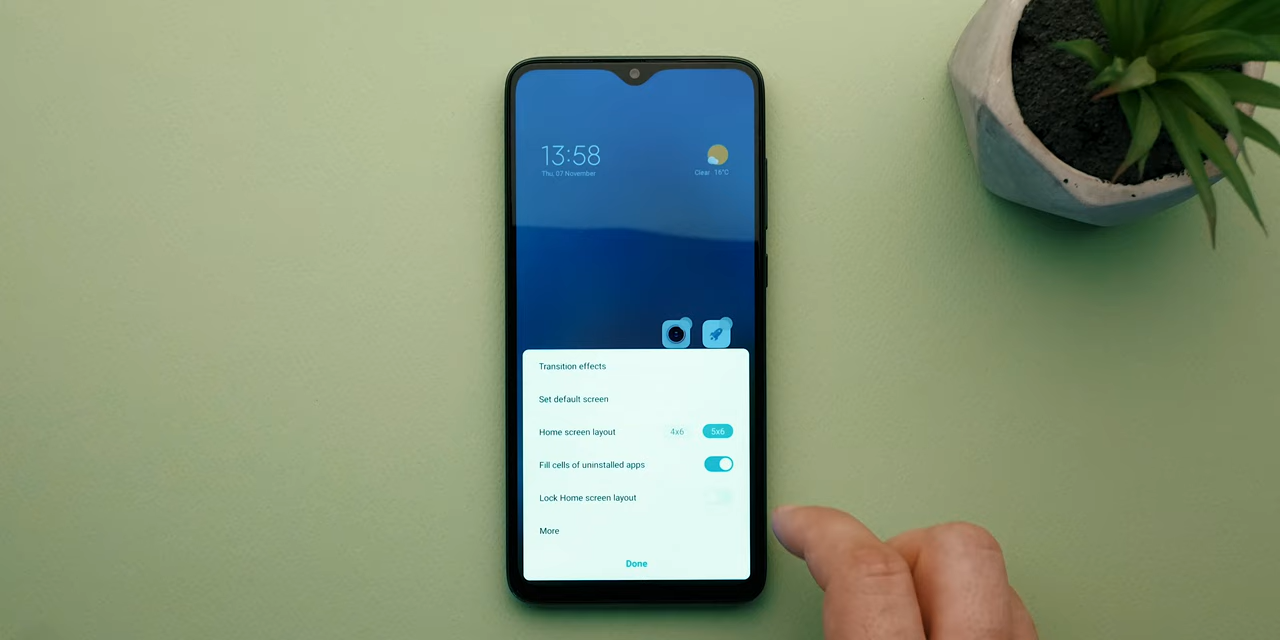 13:58
Thu, 07 November
Clear 16°C
Transition effects
Set default screen
Home screen layout 4x6 5x6
Fill cells of uninstalled apps
Lock Home screen layout
More
Done